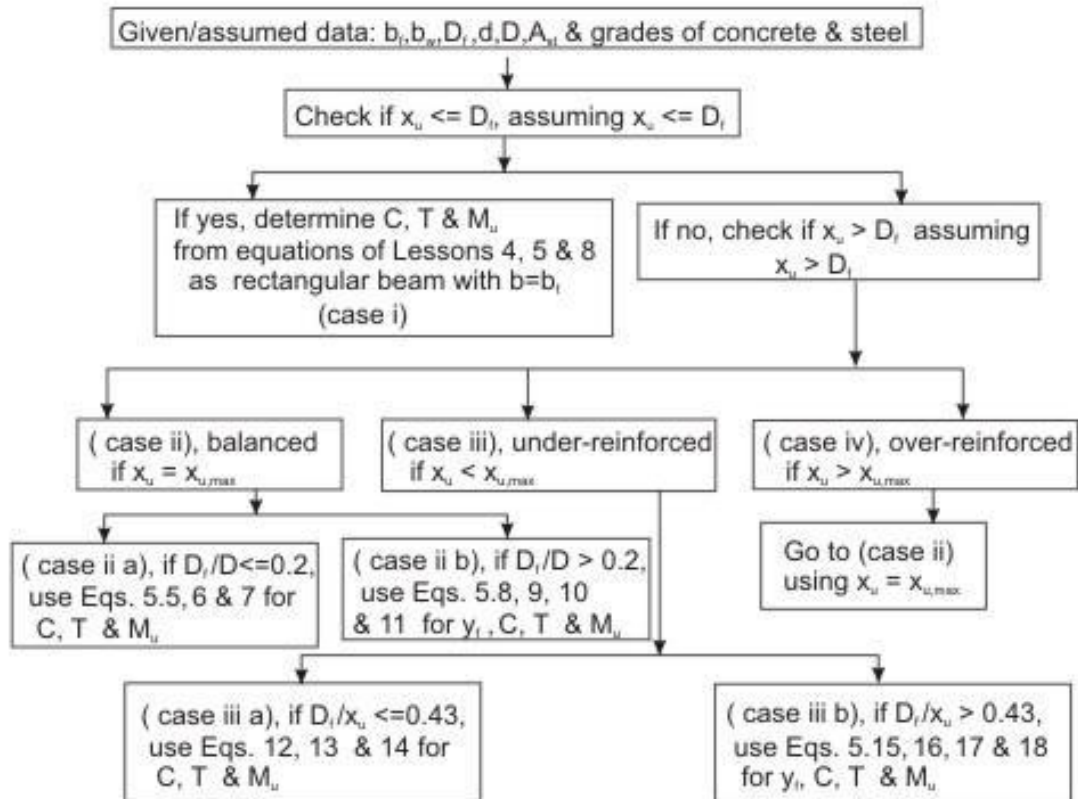 Given/assumed data: b_f,b_w,D_f,d,D,A_st & grades of concrete & steel
Check if x_u <= D_f, assuming x_u <= D_f
If yes, determine C, T & M_u
from equations of Lessons 4, 5 & 8
as rectangular beam with b=b_f
(case i)
If no, check if x_u > D_f assuming
x_u > D_f
( case ii), balanced
if x_u = x_u,max
( case iii), under-reinforced
if x_u < x_u,max
( case iv), over-reinforced
if x_u > x_u,max
( case ii a), if D_f/D<=0.2,
use Eqs. 5.5, 6 & 7 for
C, T & M_u
( case ii b), if D_f/D > 0.2,
use Eqs. 5.8, 9, 10
& 11 for y_f , C, T & M_u
Go to (case ii)
using x_u = x_u,max
( case iii a), if D_f/x_u <=0.43,
use Eqs. 12, 13 & 14 for
C, T & M_u
( case iii b), if D_f/x_u > 0.43,
use Eqs. 5.15, 16, 17 & 18
for y_f, C, T & M_u